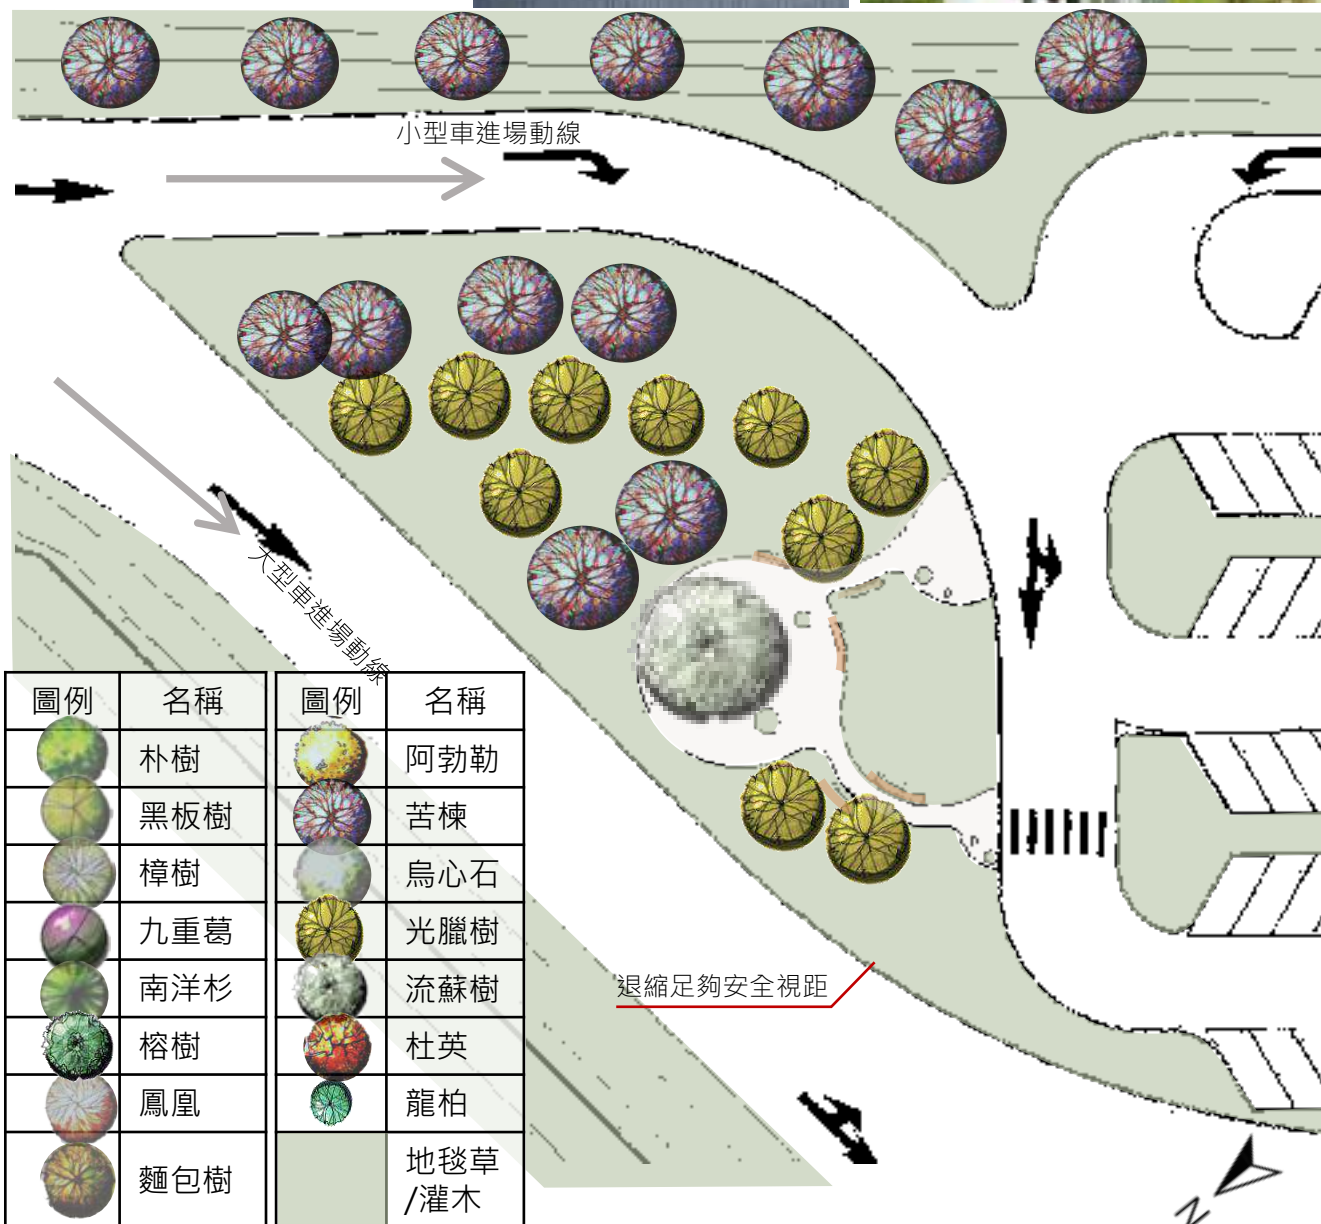 小型車進場動線
大型車進場動線
圖例 名稱 圖例 名稱
朴樹 阿勃勒
黑板樹 苦楝
樟樹 烏心石
九重葛 光臘樹
南洋杉 流蘇樹
榕樹 杜英
鳳凰 龍柏
麵包樹 地毯草
/灌木
退縮足夠安全視距
N